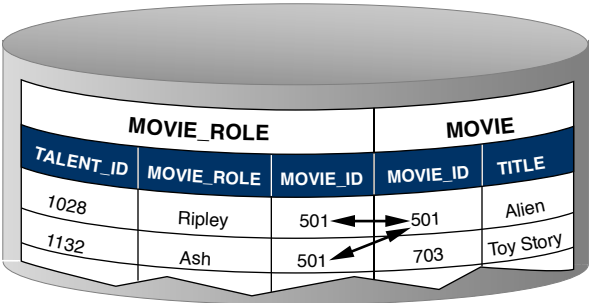 MOVIE_ROLE MOVIE
TALENT_ID MOVIE_ROLE MOVIE_ID MOVIE_ID TITLE
1028 Ripley 501 501 Alien
1132 Ash 501 703 Toy Story